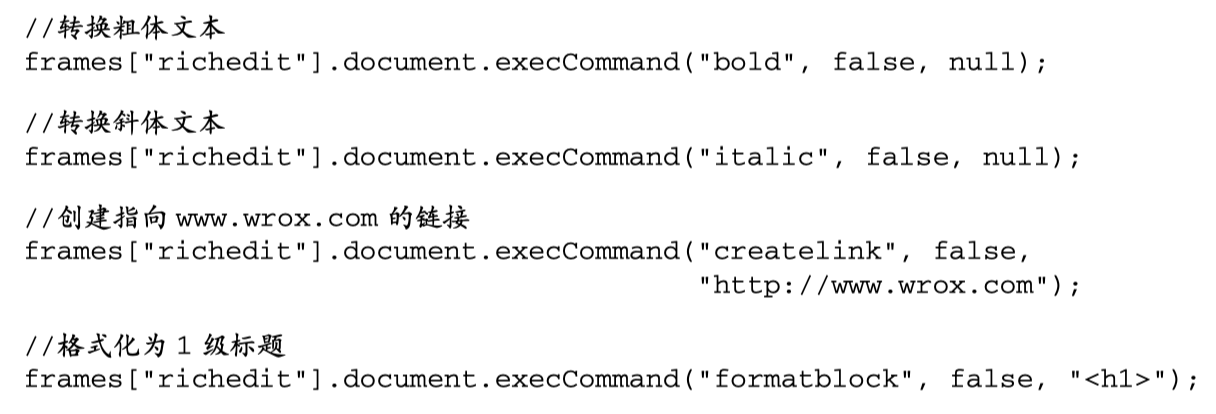 //转换粗体文本
frames["richedit"].document.execCommand("bold", false, null);
//转换斜体文本
frames["richedit"].document.execCommand("italic", false, null);
//创建指向 www.wrox.com 的链接
frames["richedit"].document.execCommand("createlink", false,
"http://www.wrox.com");
//格式化为 1 级标题
frames["richedit"].document.execCommand("formatblock", false, "<h1>");